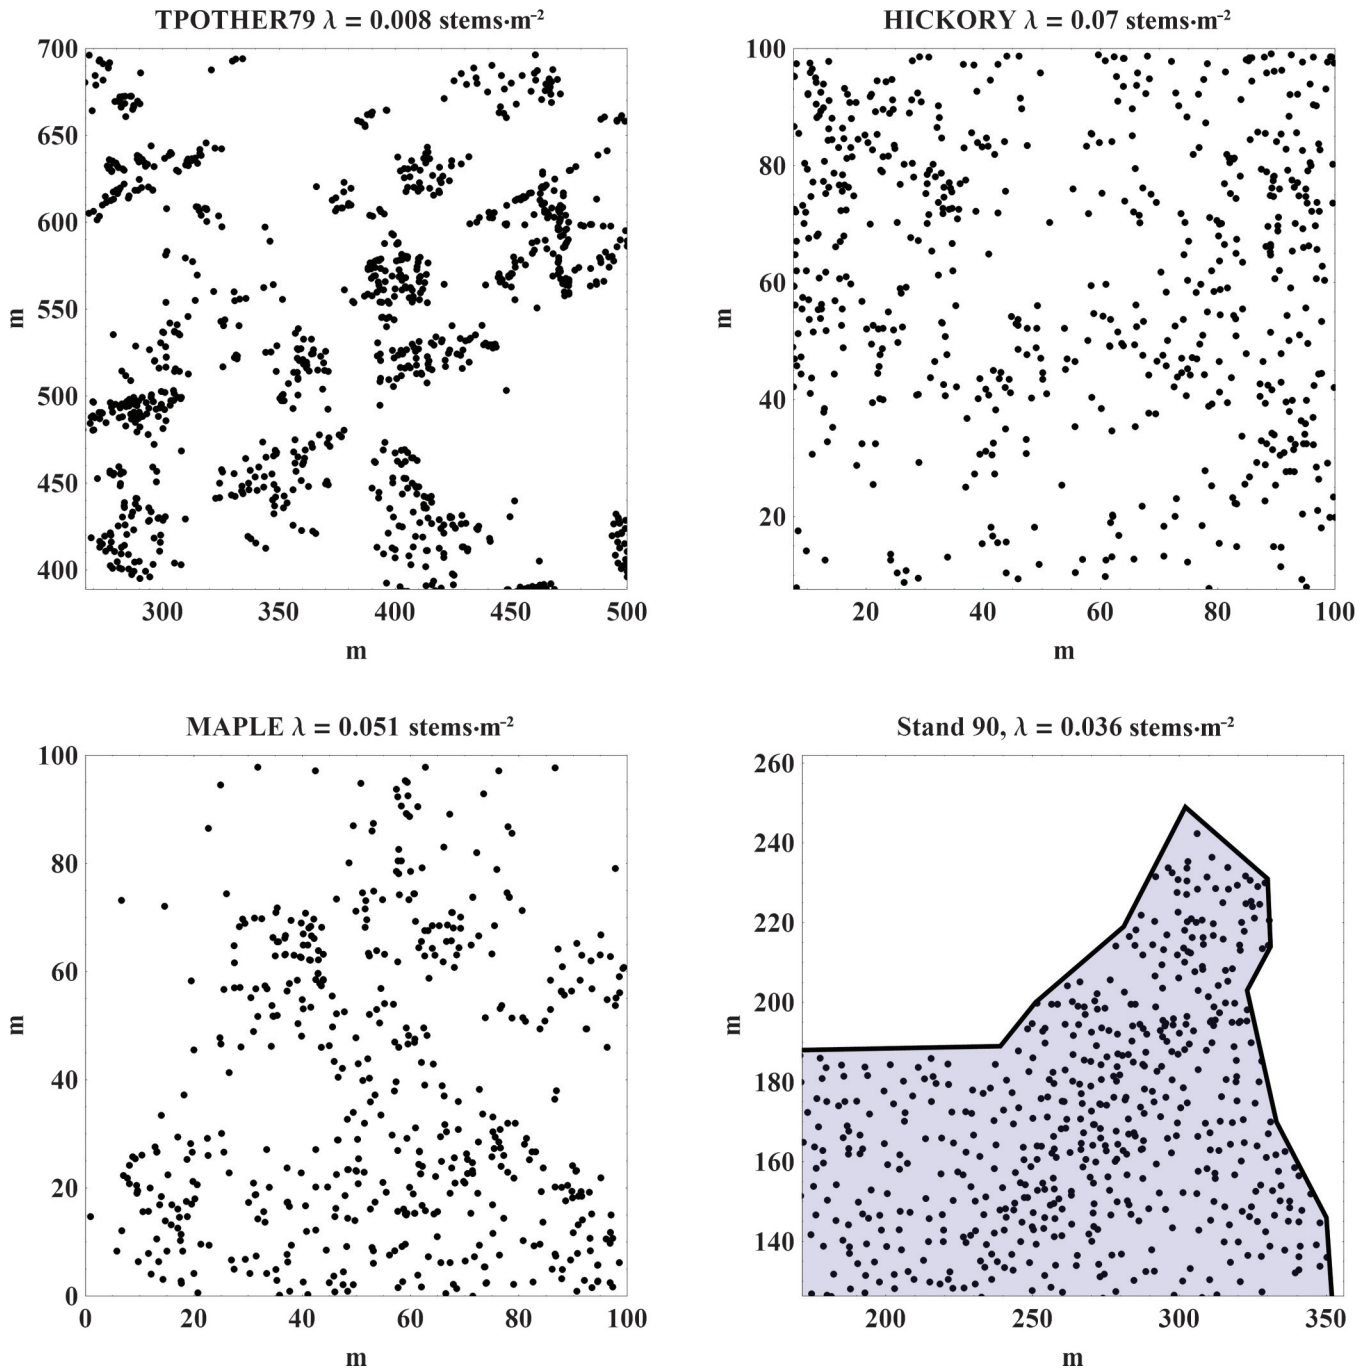 TPOTHER79 λ = 0.008 stems·m⁻²
700
650
600
550
500
450
400
m
300 350 400 450 500
m
HICKORY λ = 0.07 stems·m⁻²
100
80
60
40
20
m
20 40 60 80 100
m
MAPLE λ = 0.051 stems·m⁻²
100
80
60
40
20
0
m
0 20 40 60 80 100
m
Stand 90, λ = 0.036 stems·m⁻²
260
240
220
200
180
160
140
m
200 250 300 350
m